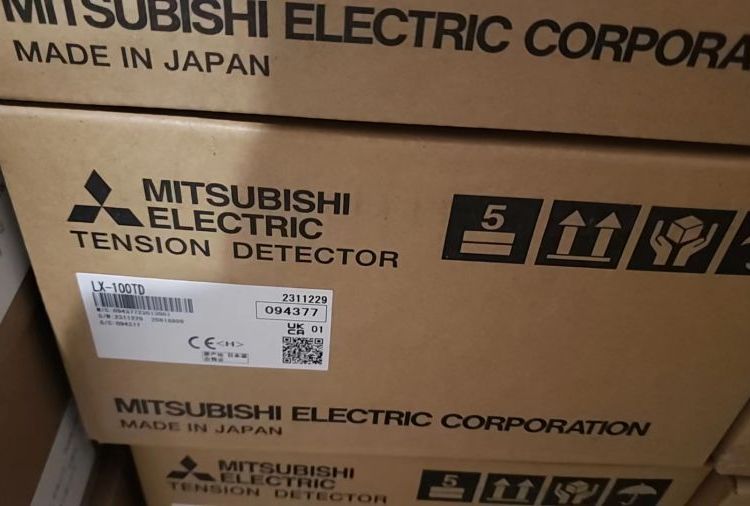 MITSUBISHI ELECTRIC CORPORA
MADE IN JAPAN
MITSUBISHI
ELECTRIC
TENSION DETECTOR
5
LX-100TD
2311229
094377
UK
CA 01
CE <H>
MITSUBISHI ELECTRIC CORPORATION
MADE IN JAPAN
MITSUBISHI
ELECTRIC
TENSION DETECTOR
5